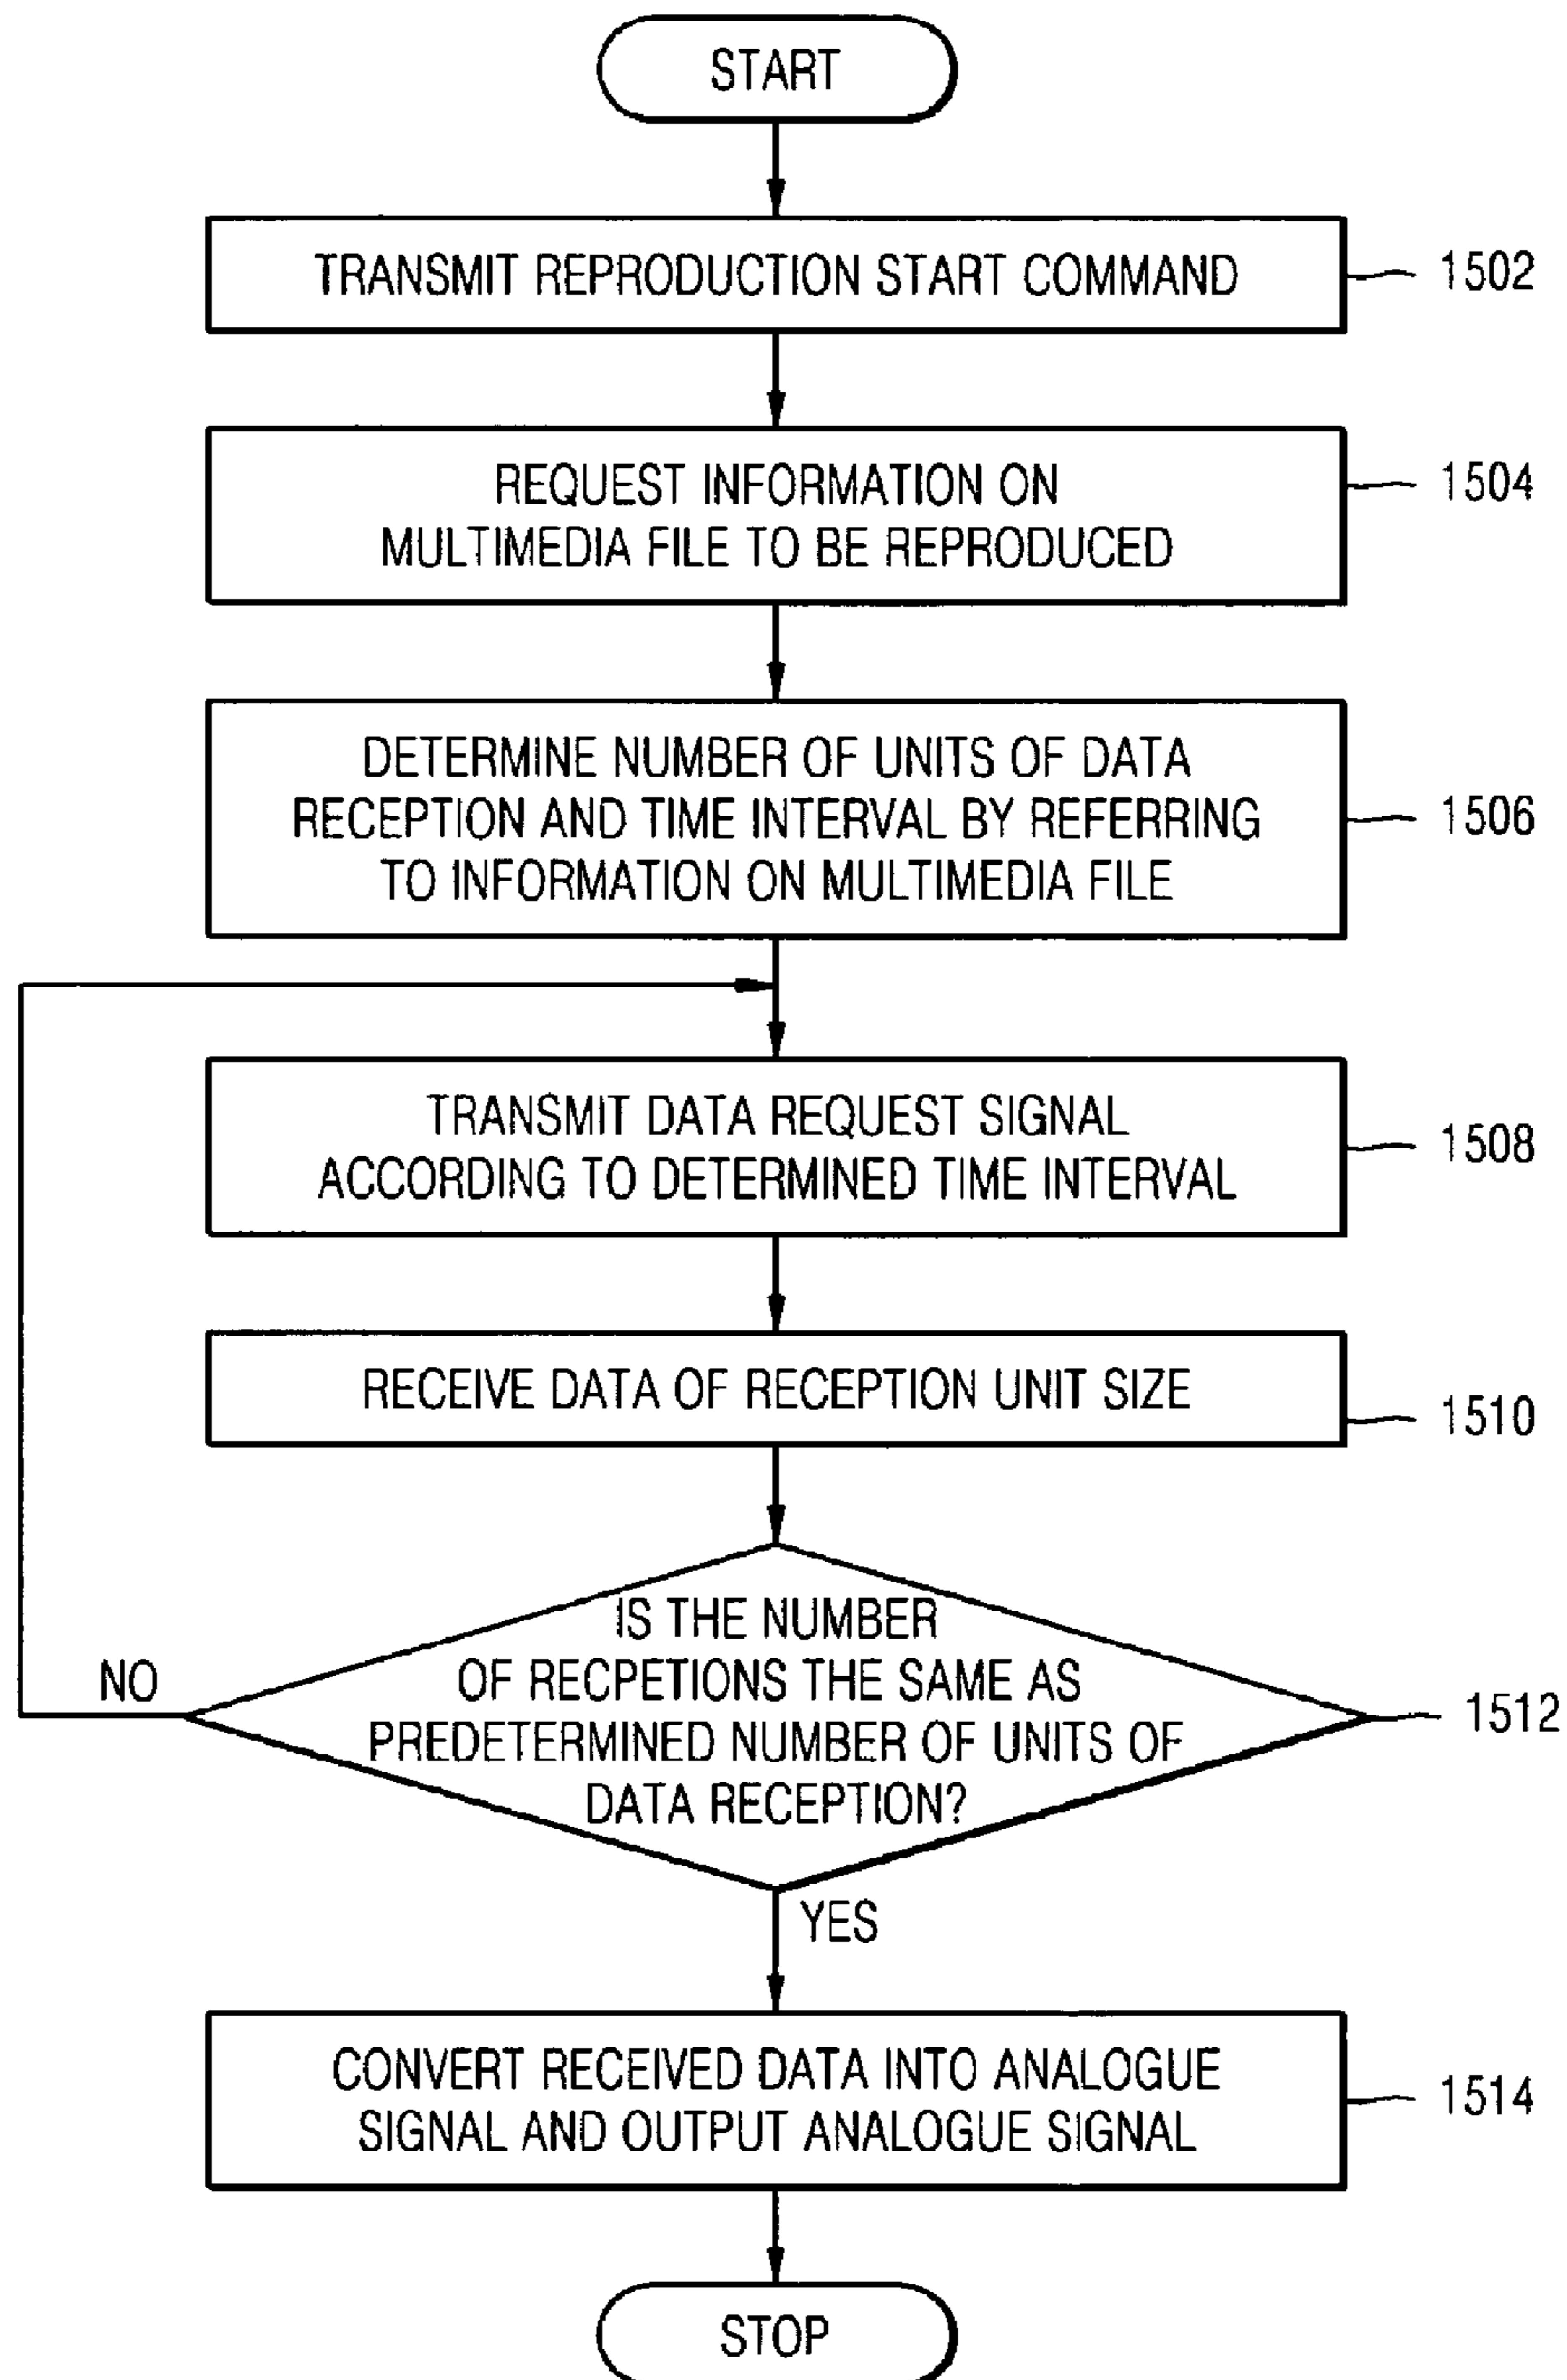 START
TRANSMIT REPRODUCTION START COMMAND
1502
REQUEST INFORMATION ON
MULTIMEDIA FILE TO BE REPRODUCED
1504
DETERMINE NUMBER OF UNITS OF DATA
RECEPTION AND TIME INTERVAL BY REFERRING
TO INFORMATION ON MULTIMEDIA FILE
1506
TRANSMIT DATA REQUEST SIGNAL
ACCORDING TO DETERMINED TIME INTERVAL
1508
RECEIVE DATA OF RECEPTION UNIT SIZE
1510
IS THE NUMBER
OF RECPETIONS THE SAME AS
PREDETERMINED NUMBER OF UNITS OF
DATA RECEPTION?
1512
NO
YES
CONVERT RECEIVED DATA INTO ANALOGUE
SIGNAL AND OUTPUT ANALOGUE SIGNAL
1514
STOP